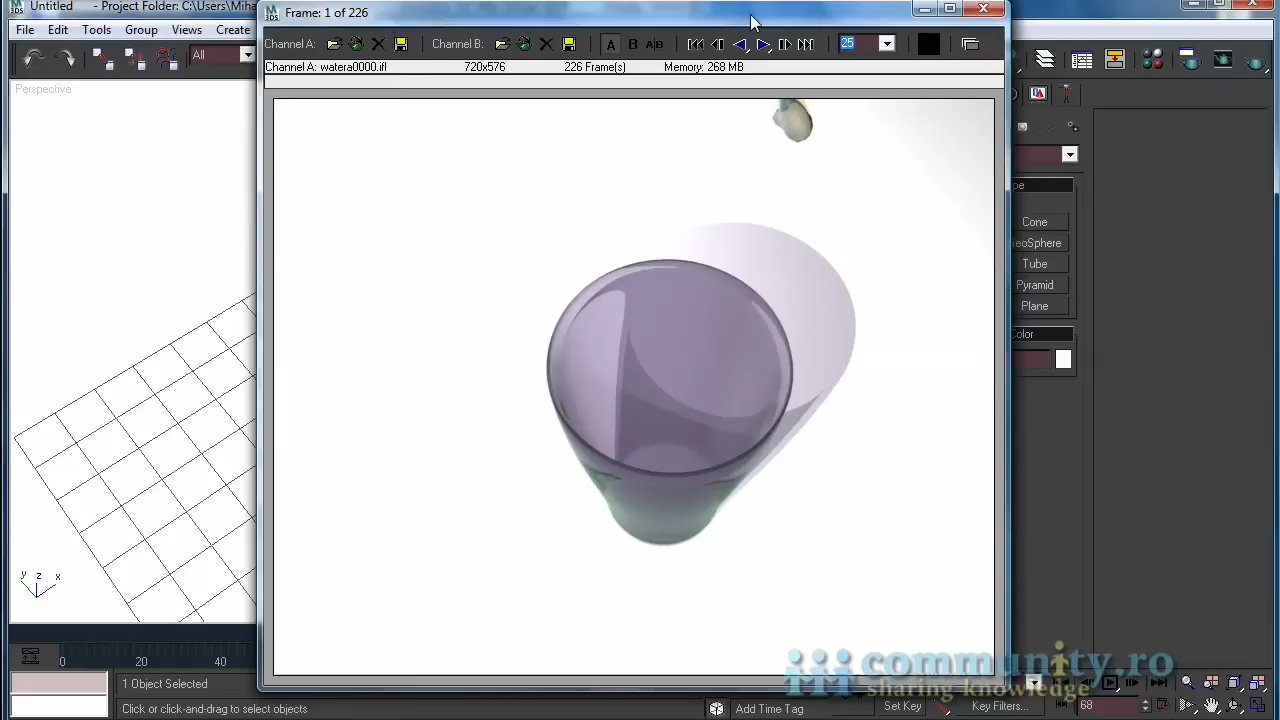 Untitled     - Project Folder: C:\Users\Miha
Frame: 1 of 226
File Edit Tools Group Views Create
Channel A: Channel B: A B A|B 25
All
Channel A: watera0000.ifl 720x576 226 Frame(s) Memory: 268 MB
Perspective
Cone
Tube
Pyramid
Plane
Color
y z x
0 20 40
1 Object Selected
Click or click-and-drag to select objects
Add Time Tag
Set Key
Key Filters...
68
community.ro
sharing knowledge